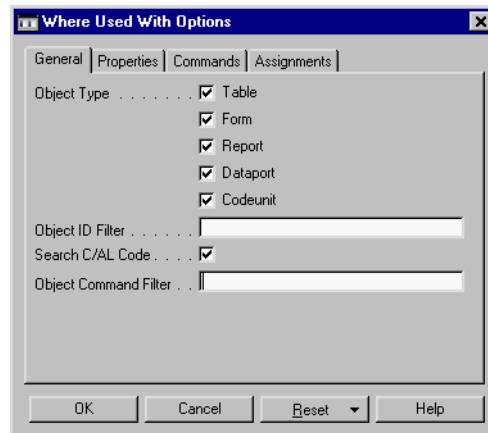 Where Used With Options
General Properties Commands Assignments
Object Type . . . . . . . Table
Form
Report
Dataport
Codeunit
Object ID Filter . . . . . .
Search C/AL Code . . . .
Object Command Filter . .
OK Cancel Reset Help